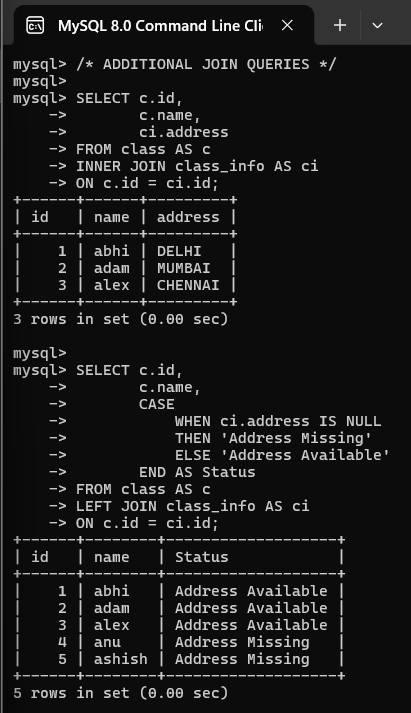 MySQL 8.0 Command Line Cli
mysql> /* ADDITIONAL JOIN QUERIES */
mysql>
mysql> SELECT c.id,
    ->        c.name,
    ->        ci.address
    -> FROM class AS c
    -> INNER JOIN class_info AS ci
    -> ON c.id = ci.id;
+------+------+---------+
| id   | name | address |
+------+------+---------+
|    1 | abhi | DELHI   |
|    2 | adam | MUMBAI  |
|    3 | alex | CHENNAI |
+------+------+---------+
3 rows in set (0.00 sec)
mysql>
mysql> SELECT c.id,
    ->        c.name,
    ->        CASE
    ->            WHEN ci.address IS NULL
    ->            THEN 'Address Missing'
    ->            ELSE 'Address Available'
    ->        END AS Status
    -> FROM class AS c
    -> LEFT JOIN class_info AS ci
    -> ON c.id = ci.id;
+------+--------+-------------------+
| id   | name   | Status            |
+------+--------+-------------------+
|    1 | abhi   | Address Available |
|    2 | adam   | Address Available |
|    3 | alex   | Address Available |
|    4 | anu    | Address Missing   |
|    5 | ashish | Address Missing   |
+------+--------+-------------------+
5 rows in set (0.00 sec)